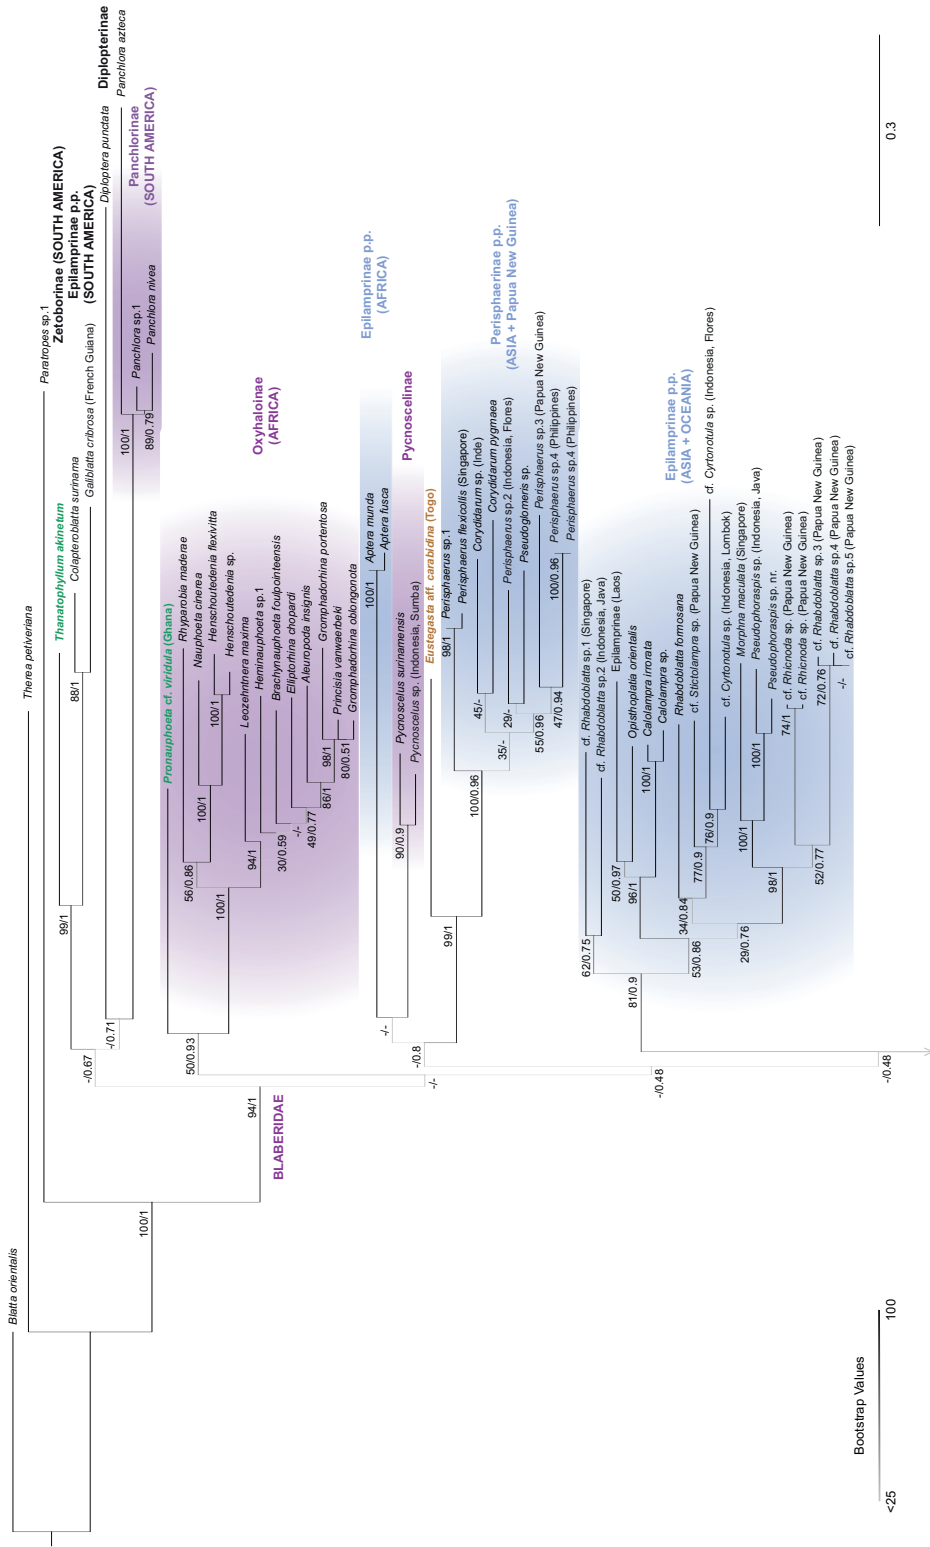 Blatta orientalis
Therea petiveriana
Paratropes sp.1
Zetoborinae (SOUTH AMERICA)
Epilamprinae p.p.
(SOUTH AMERICA)
Thanatophyllum akinetum
Colapteroblatta surinama
Galiblatta cribrosa (French Guiana)
Diploptera punctata
Diplopterinae
Panchlora azteca
Panchlorinae
(SOUTH AMERICA)
Panchlora sp.1
Panchlora nivea
100/1
89/0.79
88/1
99/1
-/0.71
-/0.67
Pronauphoeta cf. viridula (Ghana)
Rhyparobia maderae
Nauphoeta cinerea
Henschoutedenia flexivitta
Henschoutedenia sp.
Leozehntnera maxima
Heminauphoeta sp.1
Brachynauphoeta foulpointeensis
Elliptorhina chopardi
Aleuropoda insignis
Gromphadorhina portentosa
Princisia vanwaerbeki
Gromphadorhina oblongonota
Oxyhaloinae
(AFRICA)
56/0.86
100/1
100/1
100/1
94/1
30/0.59
-/-
49/0.77
86/1
98/1
80/0.51
50/0.93
Epilamprinae p.p.
(AFRICA)
Aptera munda
Aptera fusca
100/1
Pycnoscelinae
Pycnoscelus surinamensis
Pycnoscelus sp. (Indonesia, Sumba)
90/0.9
-/-
-/0.8
Eustegasta aff. carabidina (Togo)
Perisphaerus sp.1
Perisphaerus flexicollis (Singapore)
Corydidarum sp. (Inde)
Corydidarum pygmaea
Perisphaerus sp.2 (Indonesia, Flores)
Pseudoglomeris sp.
Perisphaerus sp.3 (Papua New Guinea)
Perisphaerus sp.4 (Philippines)
Perisphaerus sp.4 (Philippines)
Perisphaerinae p.p.
(ASIA + Papua New Guinea)
98/1
45/-
29/-
35/-
55/0.96
100/0.96
47/0.94
100/0.96
99/1
cf. Rhabdoblatta sp.1 (Singapore)
cf. Rhabdoblatta sp.2 (Indonesia, Java)
Epilamprinae (Laos)
Opisthoplatia orientalis
Calolampra irrorata
Calolampra sp.
Rhabdoblatta formosana
cf. Stictolampra sp. (Papua New Guinea)
cf. Cyrtonotula sp. (Indonesia, Flores)
cf. Cyrtonotula sp. (Indonesia, Lombok)
Morphna maculata (Singapore)
Pseudophoraspis sp. (Indonesia, Java)
Pseudophoraspis sp. nr.
cf. Rhicnoda sp. (Papua New Guinea)
cf. Rhicnoda sp. (Papua New Guinea)
cf. Rhabdoblatta sp.3 (Papua New Guinea)
cf. Rhabdoblatta sp.4 (Papua New Guinea)
cf. Rhabdoblatta sp.5 (Papua New Guinea)
Epilamprinae p.p.
(ASIA + OCEANIA)
62/0.75
50/0.97
96/1
100/1
34/0.84
77/0.9
76/0.9
100/1
100/1
98/1
74/1
72/0.76
-/-
52/0.77
29/0.76
53/0.86
81/0.9
-/-
-/0.48
-/0.48
94/1
BLABERIDAE
100/1
0.3
Bootstrap Values
<25
100